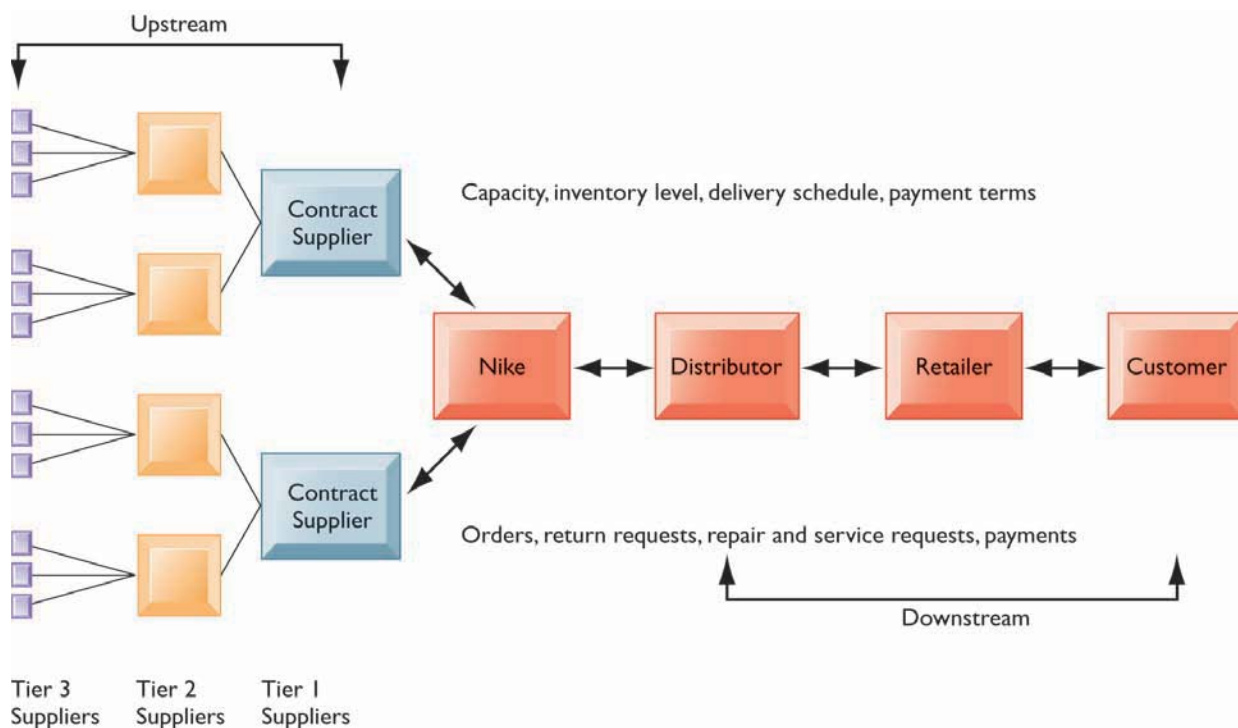 Upstream
Contract
Supplier
Capacity, inventory level, delivery schedule, payment terms
Nike
Distributor
Retailer
Customer
Contract
Supplier
Orders, return requests, repair and service requests, payments
Downstream
Tier 3
Suppliers
Tier 2
Suppliers
Tier 1
Suppliers